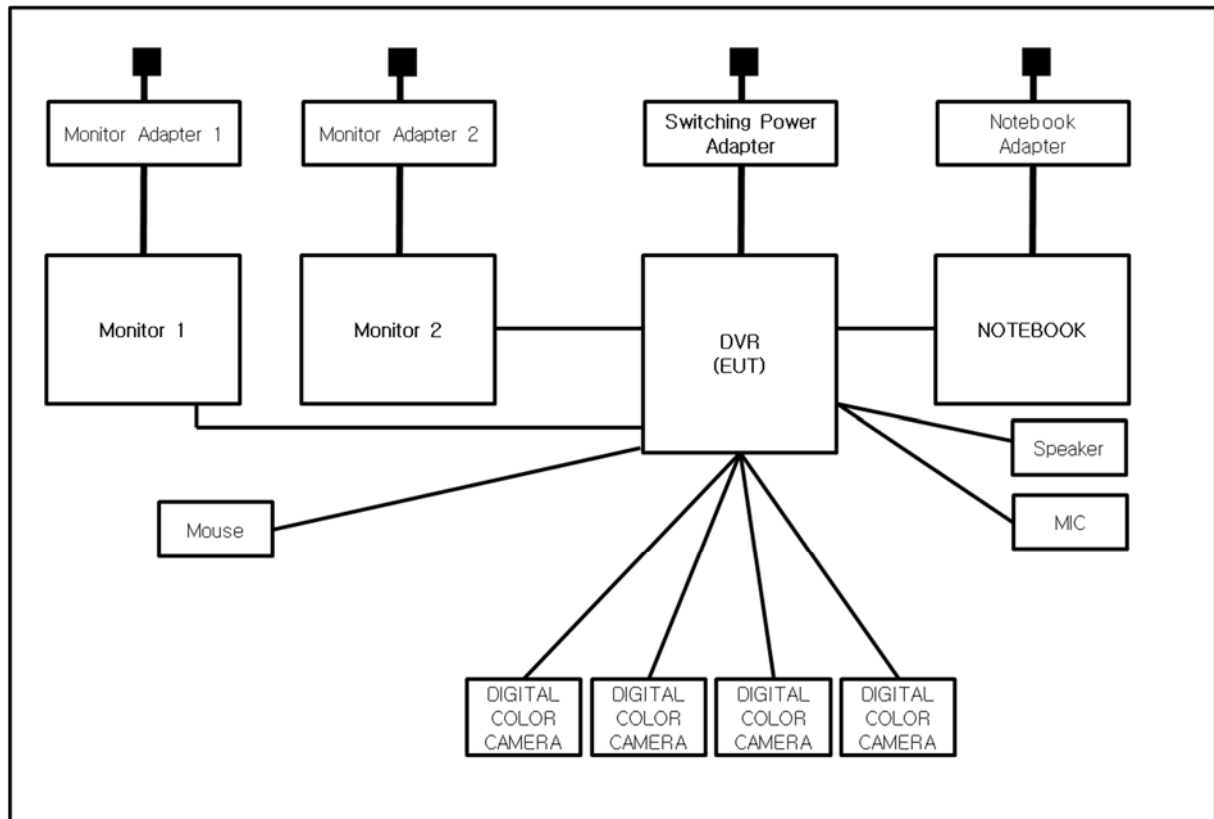 Monitor Adapter 1
Monitor Adapter 2
Switching Power
Adapter
Notebook
Adapter
Monitor 1
Monitor 2
DVR
(EUT)
NOTEBOOK
Speaker
MIC
Mouse
DIGITAL
COLOR
CAMERA
DIGITAL
COLOR
CAMERA
DIGITAL
COLOR
CAMERA
DIGITAL
COLOR
CAMERA